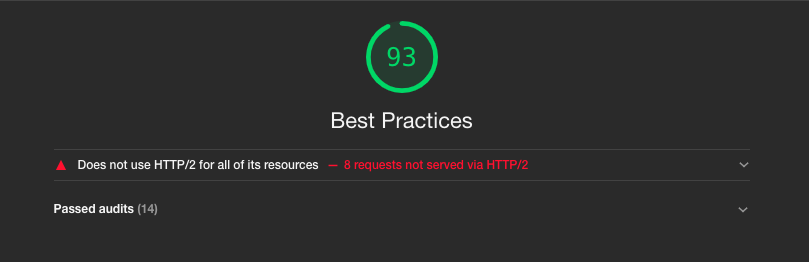 93
Best Practices
Does not use HTTP/2 for all of its resources — 8 requests not served via HTTP/2
Passed audits (14)